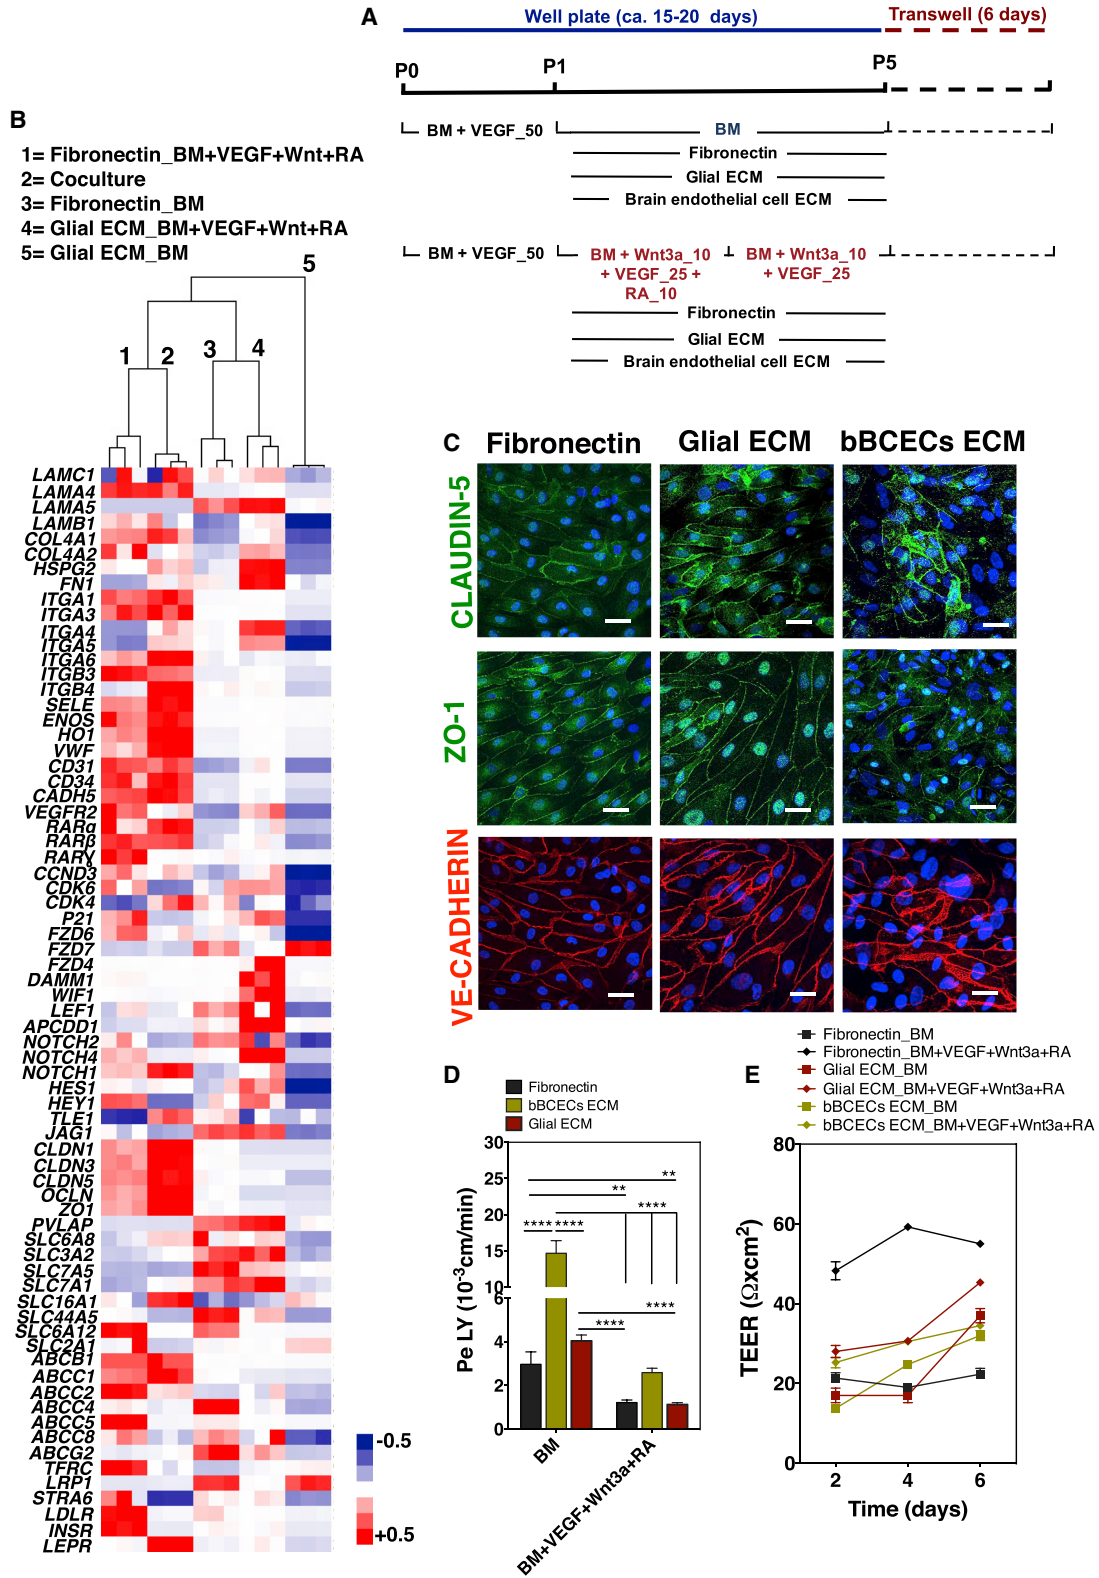 A
Well plate (ca. 15-20 days)
Transwell (6 days)
P0
P1
P5
BM + VEGF_50
BM
Fibronectin
Glial ECM
Brain endothelial cell ECM
BM + VEGF_50
BM + Wnt3a_10
+ VEGF_25 +
RA_10
BM + Wnt3a_10
+ VEGF_25
Fibronectin
Glial ECM
Brain endothelial cell ECM
B
1= Fibronectin_BM+VEGF+Wnt+RA
2= Coculture
3= Fibronectin_BM
4= Glial ECM_BM+VEGF+Wnt+RA
5= Glial ECM_BM
1
2
3
4
5
LAMC1
LAMA4
LAMA5
LAMB1
COL4A1
COL4A2
HSPG2
FN1
ITGA1
ITGA3
ITGA4
ITGA5
ITGA6
ITGB3
ITGB4
SELE
ENOS
HO1
VWF
CD31
CD34
CADH5
VEGFR2
RARα
RARβ
RARɣ
CCND3
CDK6
CDK4
P21
FZD6
FZD7
FZD4
DAMM1
WIF1
LEF1
APCDD1
NOTCH2
NOTCH4
NOTCH1
HES1
HEY1
TLE1
JAG1
CLDN1
CLDN3
CLDN5
OCLN
ZO1
PVLAP
SLC6A8
SLC3A2
SLC7A5
SLC7A1
SLC16A1
SLC44A5
SLC6A12
SLC2A1
ABCB1
ABCC1
ABCC2
ABCC4
ABCC5
ABCC8
ABCG2
TFRC
LRP1
STRA6
LDLR
INSR
LEPR
-0.5
+0.5
C
Fibronectin
Glial ECM
bBCECs ECM
CLAUDIN-5
ZO-1
VE-CADHERIN
D
Fibronectin
bBCECs ECM
Glial ECM
Pe LY (10-3cm/min)
30
25
20
15
10
6
4
2
0
**
**
****
**** ****
****
****
BM
BM+VEGF+Wnt3a+RA
E
Fibronectin_BM
Fibronectin_BM+VEGF+Wnt3a+RA
Glial ECM_BM
Glial ECM_BM+VEGF+Wnt3a+RA
bBCECs ECM_BM
bBCECs ECM_BM+VEGF+Wnt3a+RA
TEER (Ωxcm2)
80
60
40
20
0
2
4
6
Time (days)